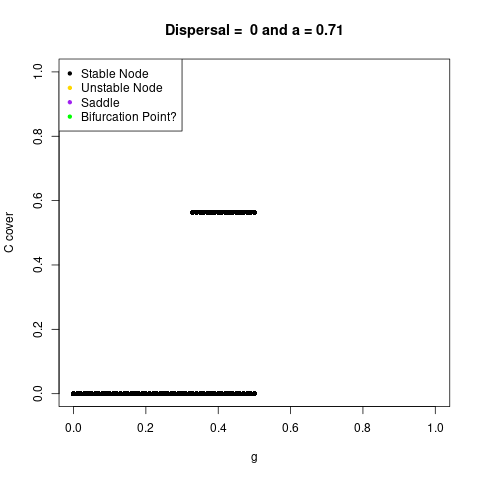 Dispersal =  0 and a = 0.71
Stable Node
Unstable Node
Saddle
Bifurcation Point?
C cover
1.0
0.8
0.6
0.4
0.2
0.0
0.0 0.2 0.4 0.6 0.8 1.0
g